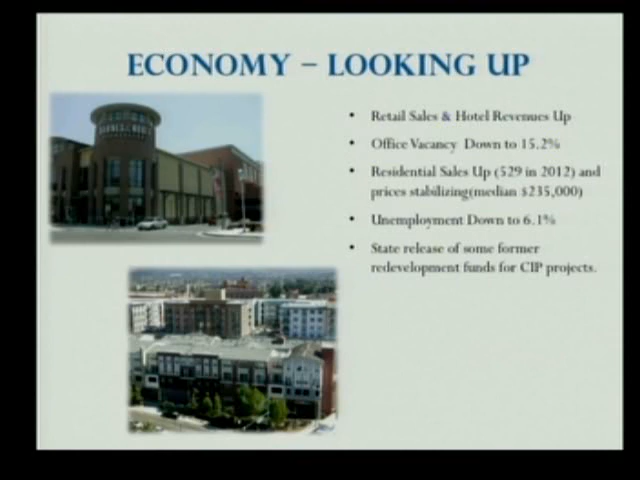 ECONOMY – LOOKING UP
• Retail Sales & Hotel Revenues Up
• Office Vacancy Down to 15.2%
• Residential Sales Up (529 in 2012) and
prices stabilizing(median $235,000)
• Unemployment Down to 6.1%
• State release of some former
redevelopment funds for CIP projects.